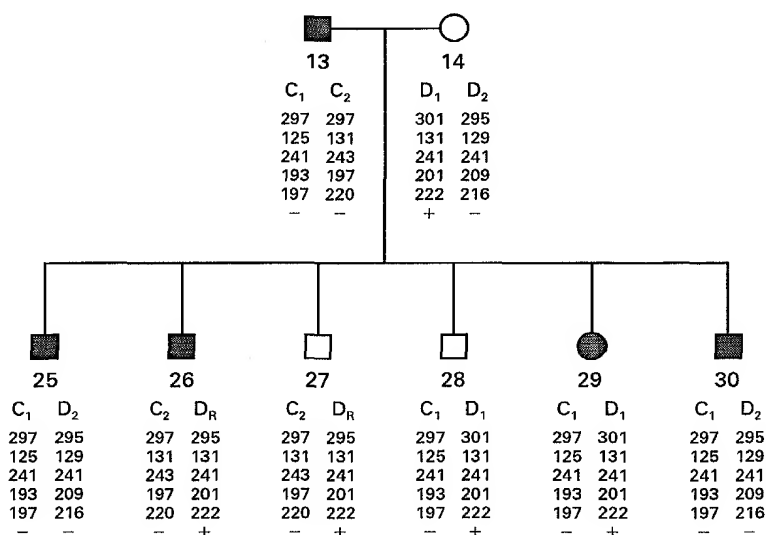 13 14
C₁ C₂ D₁ D₂
297 297 301 295
125 131 131 129
241 243 241 241
193 197 201 209
197 220 222 216
− − + −
25 26 27 28 29 30
C₁ D₂ C₂ D_R C₂ D_R C₁ D₁ C₁ D₁ C₁ D₂
297 295 297 295 297 295 297 301 297 301 297 295
125 129 131 131 131 131 125 131 125 131 125 129
241 241 243 241 243 241 241 241 241 241 241 241
193 209 197 201 197 201 193 201 193 201 193 209
197 216 220 222 220 222 197 222 197 222 197 216
− − − + − + − + − + − −